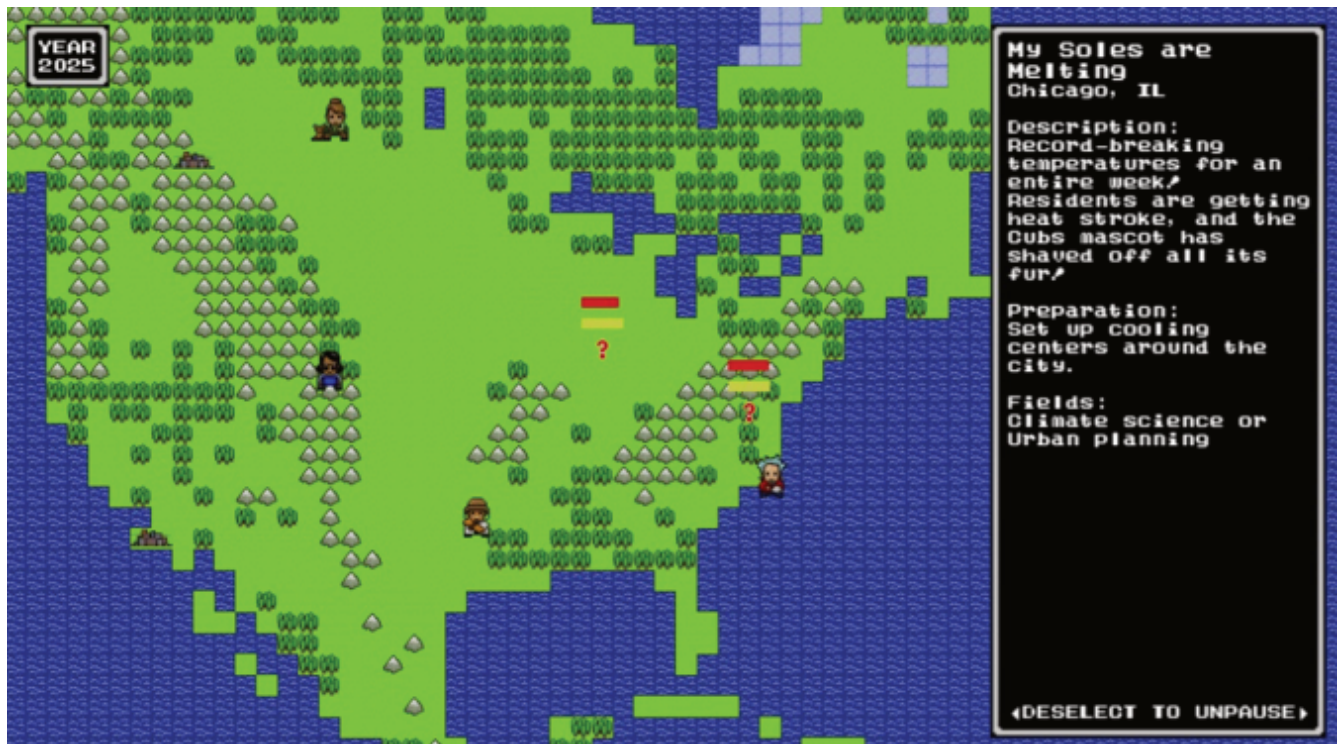 YEAR
2025
My Soles are
Melting
Chicago, IL
Description:
Record-breaking
temperatures for an
entire week!
Residents are getting
heat stroke, and the
Cubs mascot has
shaved off all its
fur!
Preparation:
Set up cooling
centers around the
city.
Fields:
Climate science or
Urban planning
?
?
◂DESELECT TO UNPAUSE▸